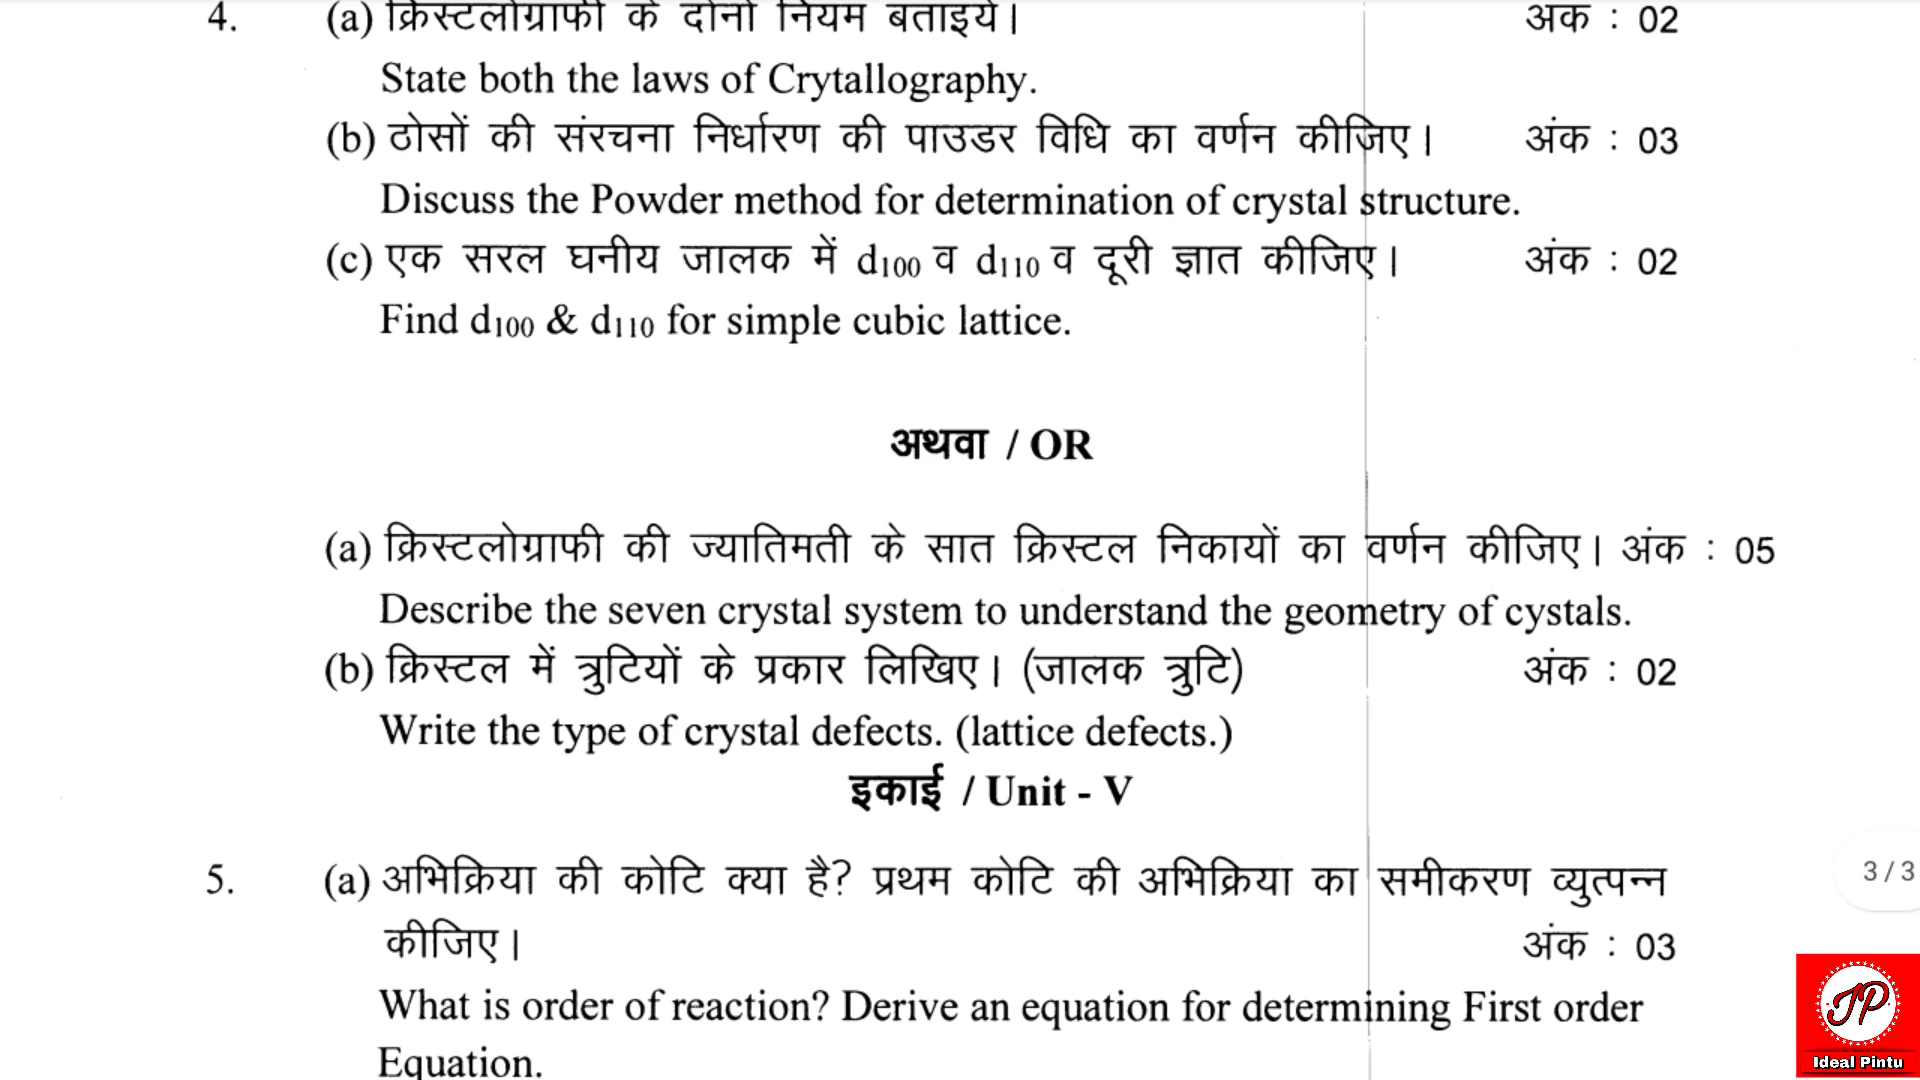 4. (a) क्रिस्टलोग्राफी के दोनों नियम बताइये। अंक : 02
State both the laws of Crytallography.
(b) ठोसों की संरचना निर्धारण की पाउडर विधि का वर्णन कीजिए। अंक : 03
Discuss the Powder method for determination of crystal structure.
(c) एक सरल घनीय जालक में d100 व d110 व दूरी ज्ञात कीजिए। अंक : 02
Find d100 & d110 for simple cubic lattice.
अथवा / OR
(a) क्रिस्टलोग्राफी की ज्यातिमती के सात क्रिस्टल निकायों का वर्णन कीजिए। अंक : 05
Describe the seven crystal system to understand the geometry of cystals.
(b) क्रिस्टल में त्रुटियों के प्रकार लिखिए। (जालक त्रुटि) अंक : 02
Write the type of crystal defects. (lattice defects.)
इकाई / Unit - V
5. (a) अभिक्रिया की कोटि क्या है? प्रथम कोटि की अभिक्रिया का समीकरण व्युत्पन्न
3/3
कीजिए। अंक : 03
What is order of reaction? Derive an equation for determining First order
Equation.
JP
Ideal Pintu